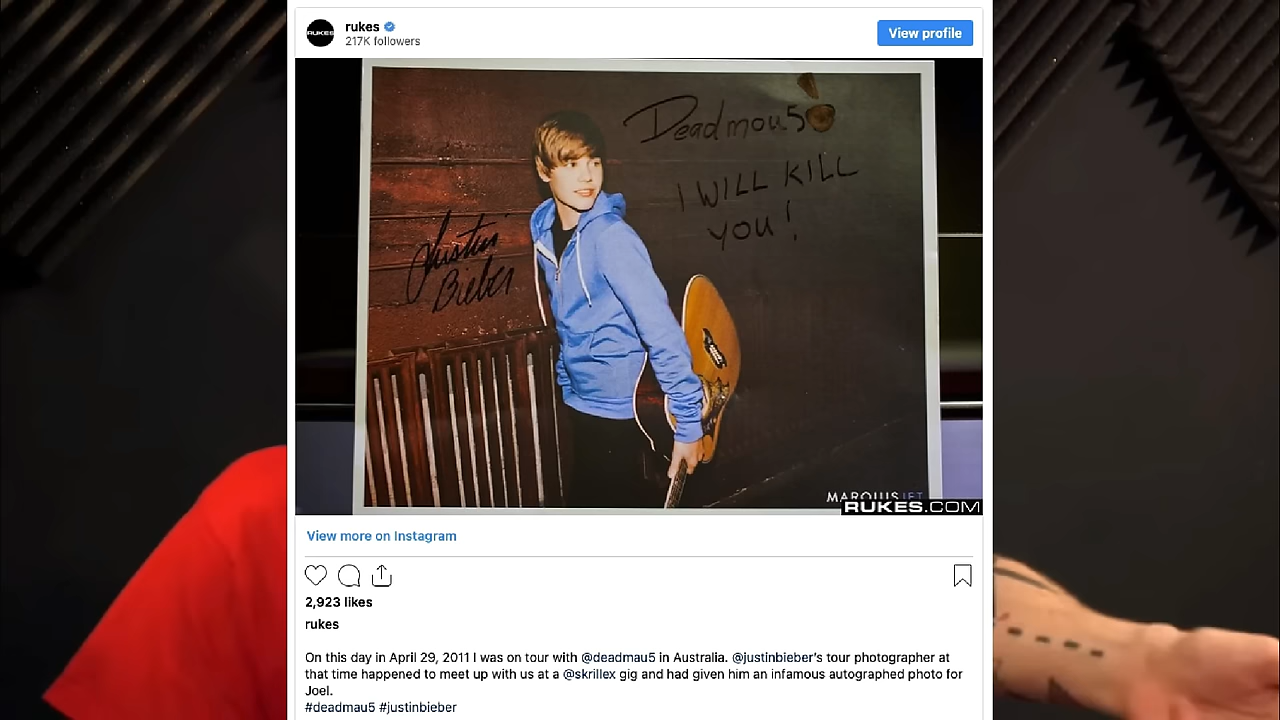 RUKES
rukes
217K followers
View profile
Deadmou5
I WILL KILL
YOU!
Justin
Bieber
MARQUIS JET
RUKES.COM
View more on Instagram
2,923 likes
rukes
On this day in April 29, 2011 I was on tour with @deadmau5 in Australia. @justinbieber's tour photographer at
that time happened to meet up with us at a @skrillex gig and had given him an infamous autographed photo for
Joel.
#deadmau5 #justinbieber